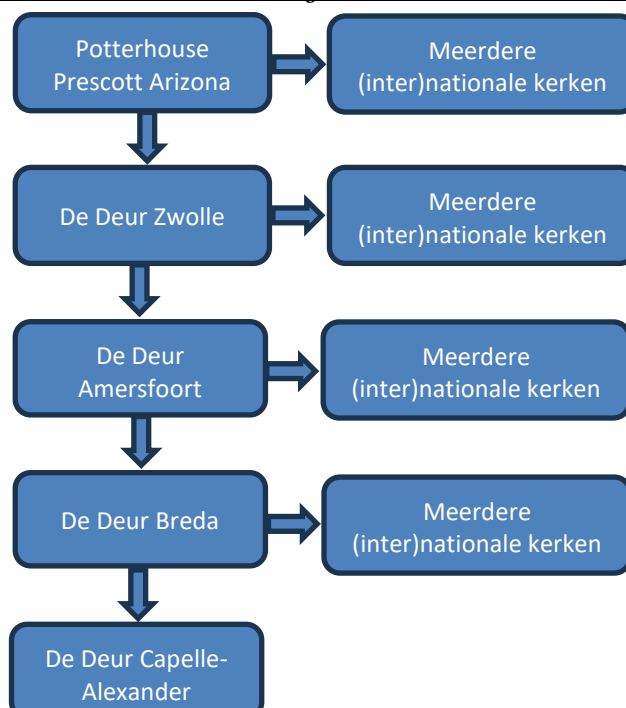 Potterhouse
Prescott Arizona
Meerdere
(inter)nationale kerken
De Deur Zwolle
Meerdere
(inter)nationale kerken
De Deur
Amersfoort
Meerdere
(inter)nationale kerken
De Deur Breda
Meerdere
(inter)nationale kerken
De Deur Capelle-
Alexander